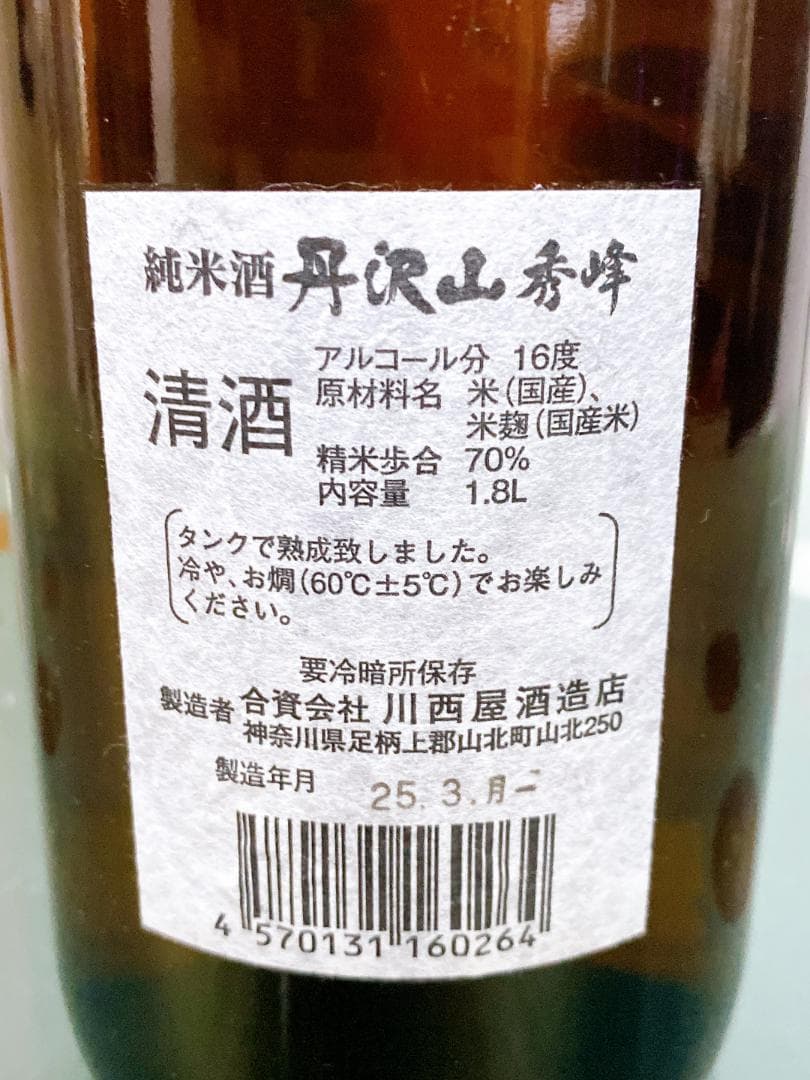 純米酒 丹沢山 秀峰
清酒
アルコール分 16度
原材料名 米(国産)、
米麹(国産米)
精米歩合 70%
内容量 1.8L
タンクで熟成致しました。
冷や、お燗(60℃±5℃)でお楽しみ
ください。
要冷暗所保存
製造者 合資会社 川西屋酒造店
神奈川県足柄上郡山北町山北250
製造年月 25.3.月
4 570131 160264